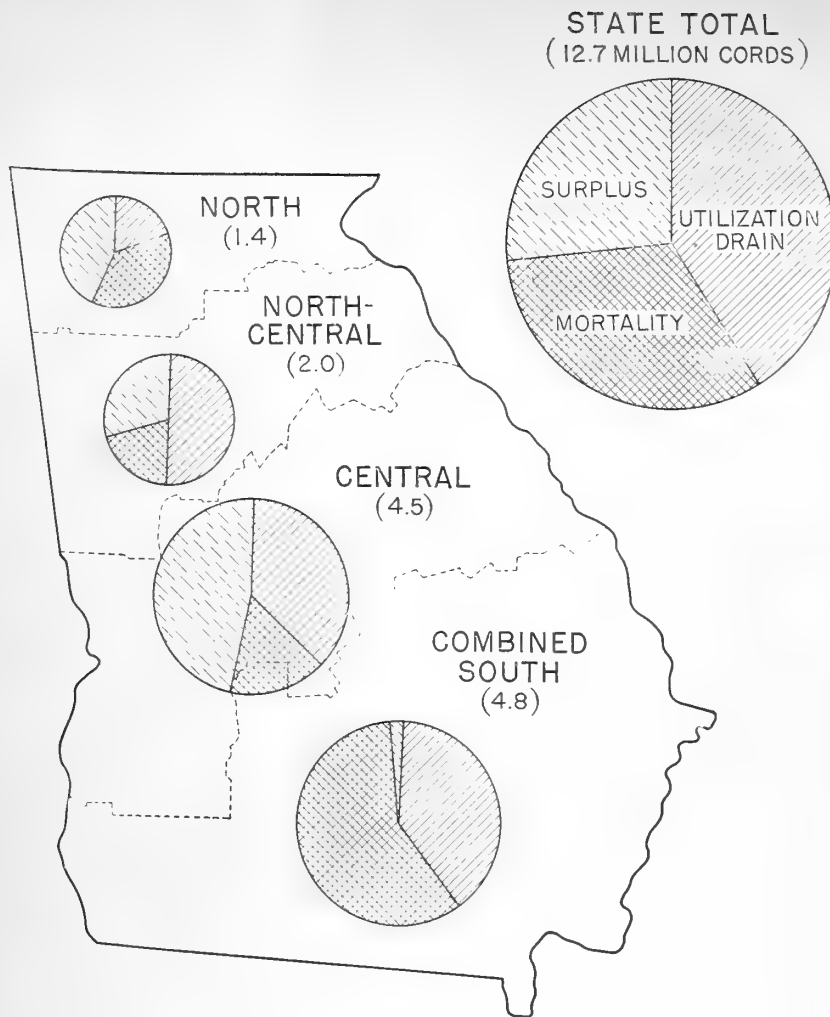 STATE TOTAL
(12.7 MILLION CORDS)
SURPLUS
UTILIZATION
DRAIN
MORTALITY
NORTH
(1.4)
NORTH-
CENTRAL
(2.0)
CENTRAL
(4.5)
COMBINED
SOUTH
(4.8)